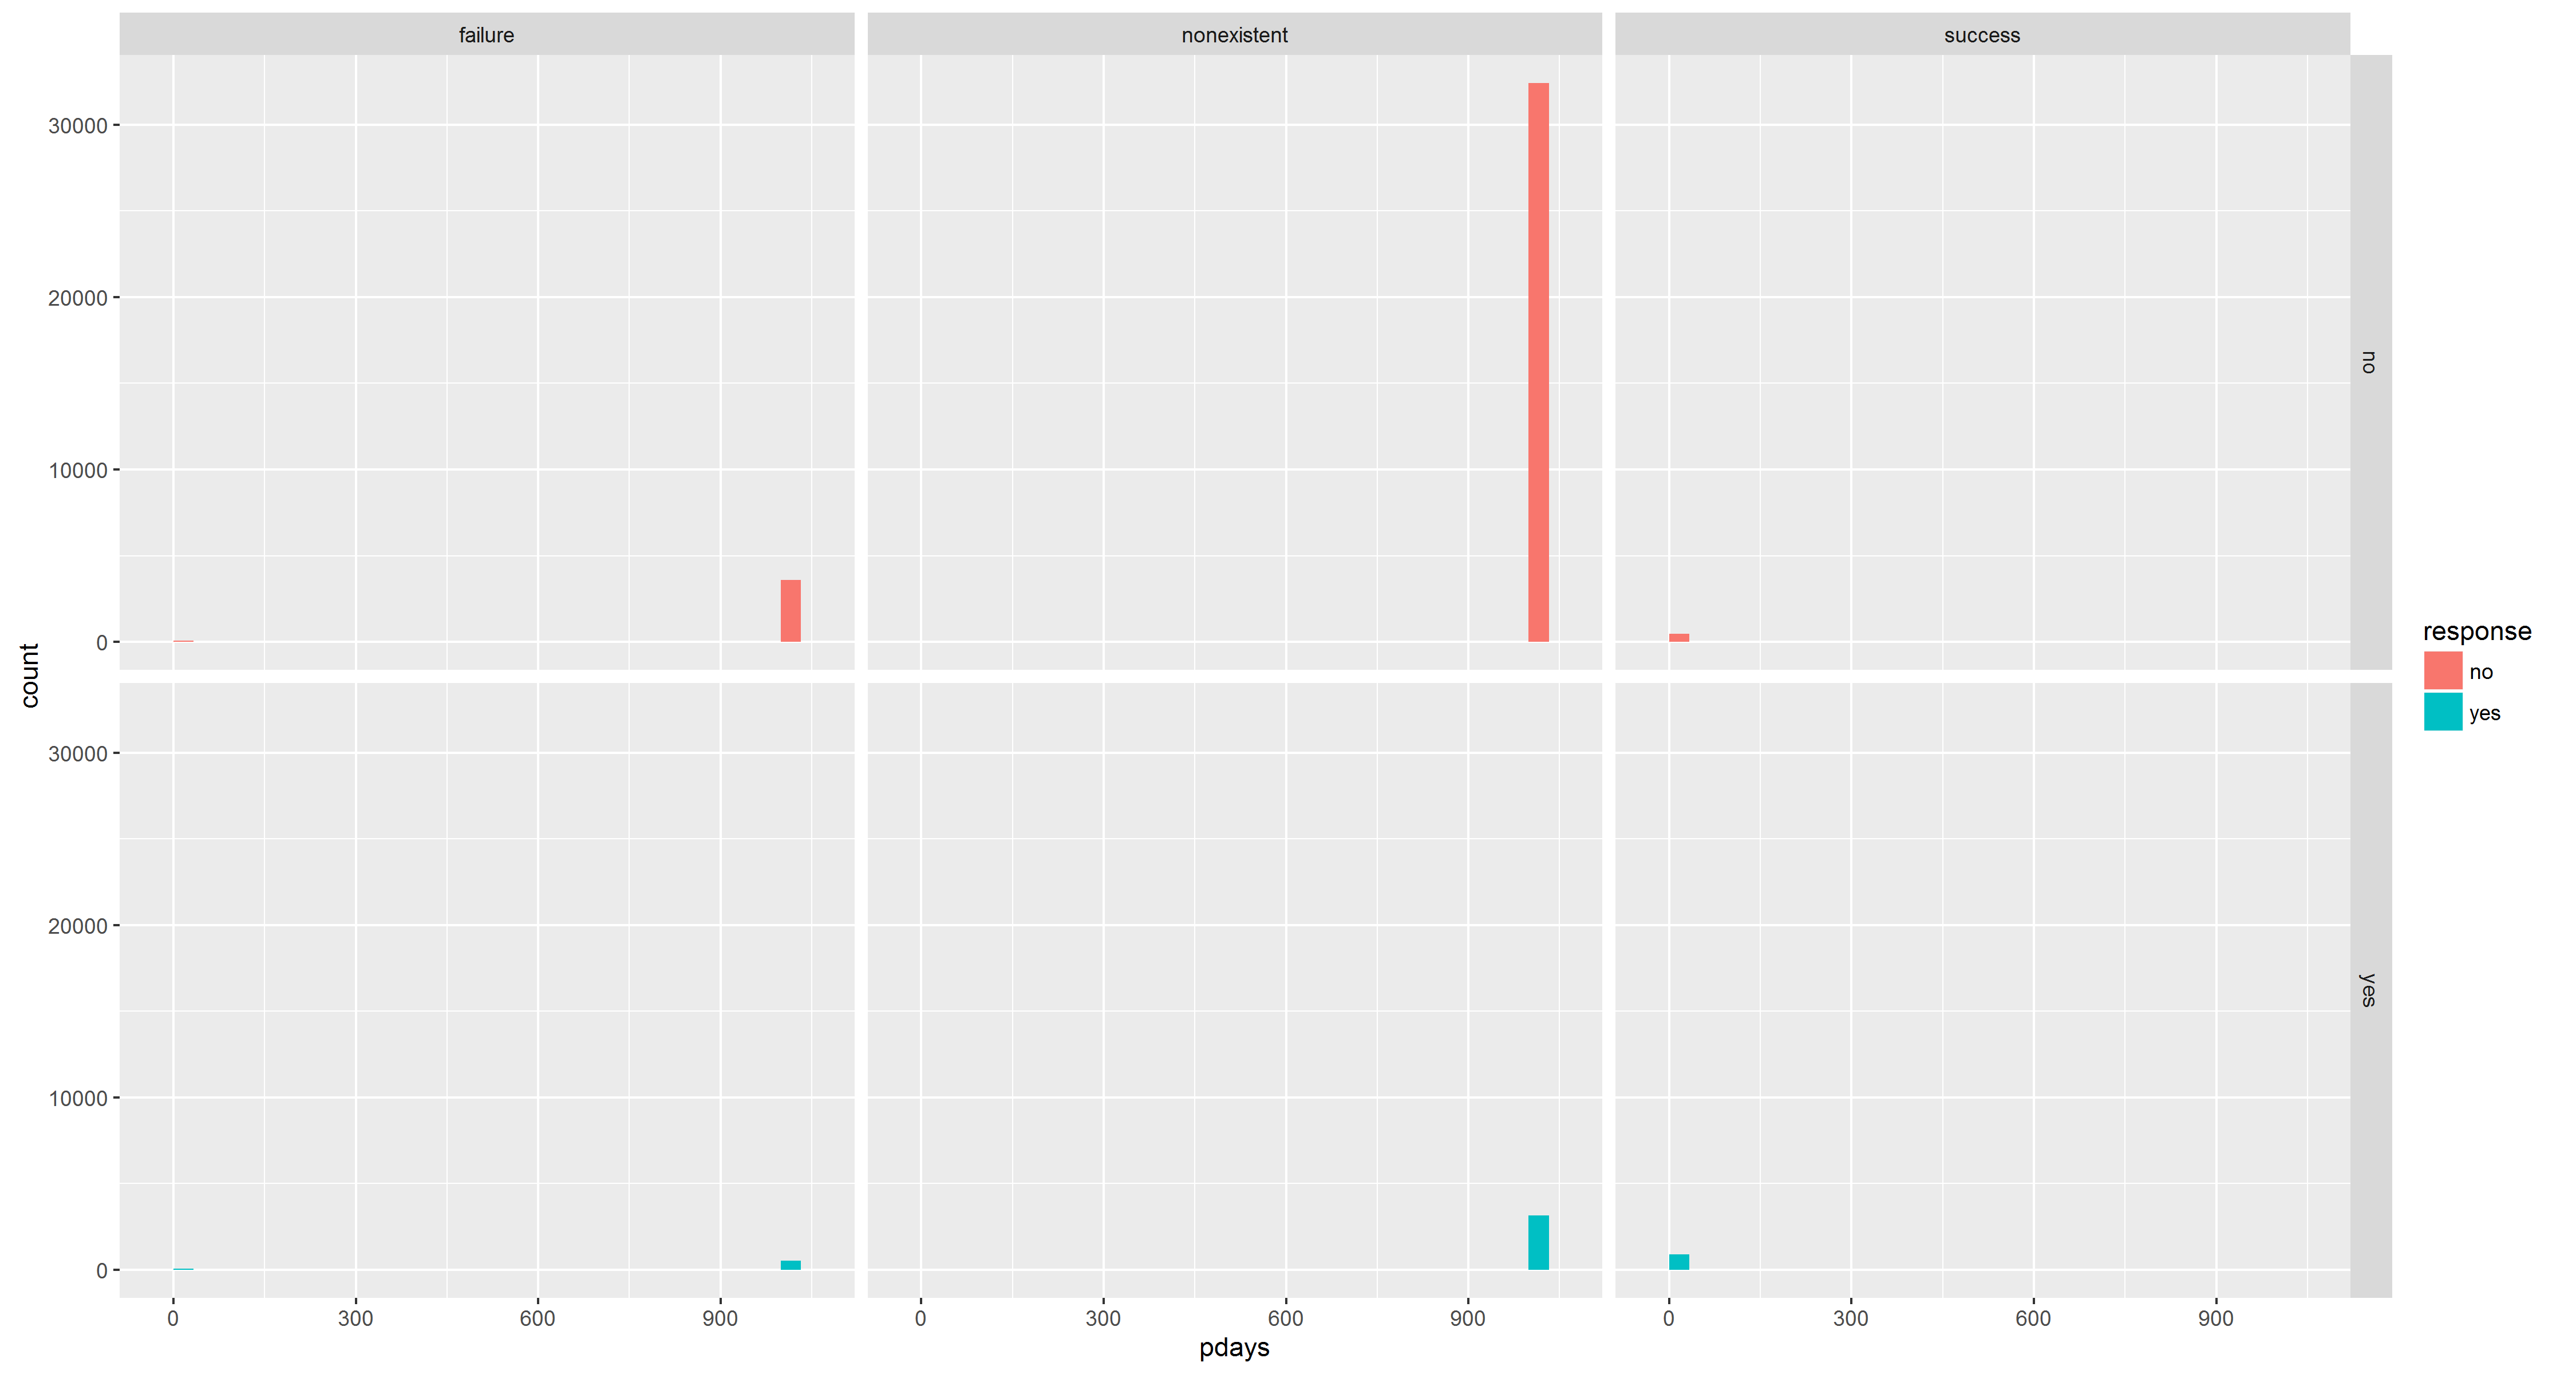 failure nonexistent success
30000
20000
10000
0
no
30000
20000
10000
0
yes
count
0 300 600 900 0 300 600 900 0 300 600 900
pdays
response
no
yes